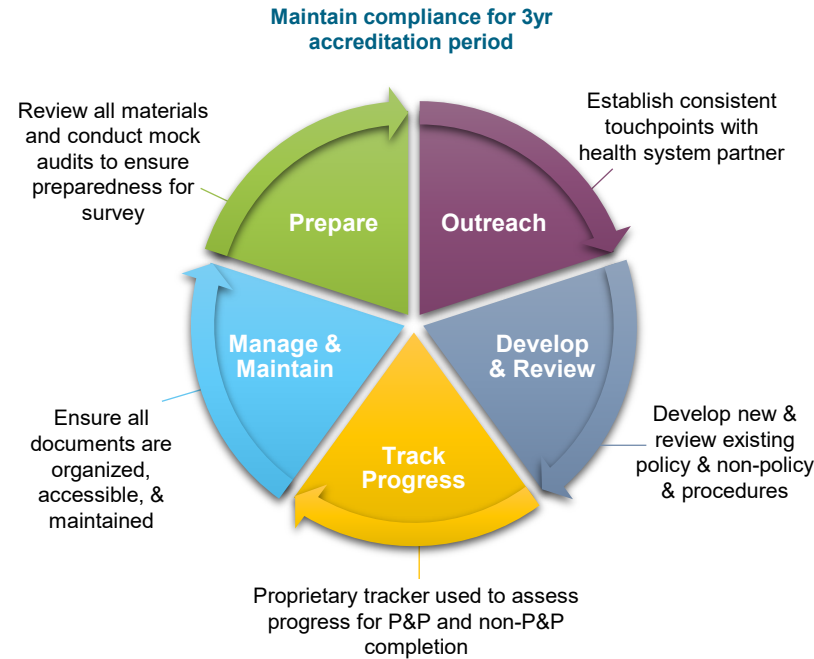 Maintain compliance for 3yr
accreditation period
Establish consistent
touchpoints with
health system partner
Outreach
Develop
& Review
Develop new &
review existing
policy & non-policy
& procedures
Track
Progress
Proprietary tracker used to assess
progress for P&P and non-P&P
completion
Manage &
Maintain
Ensure all
documents are
organized,
accessible, &
maintained
Prepare
Review all materials
and conduct mock
audits to ensure
preparedness for
survey